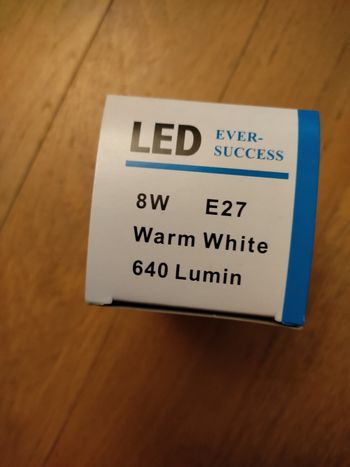 LED EVER-
SUCCESS
8W E27
Warm White
640 Lumin